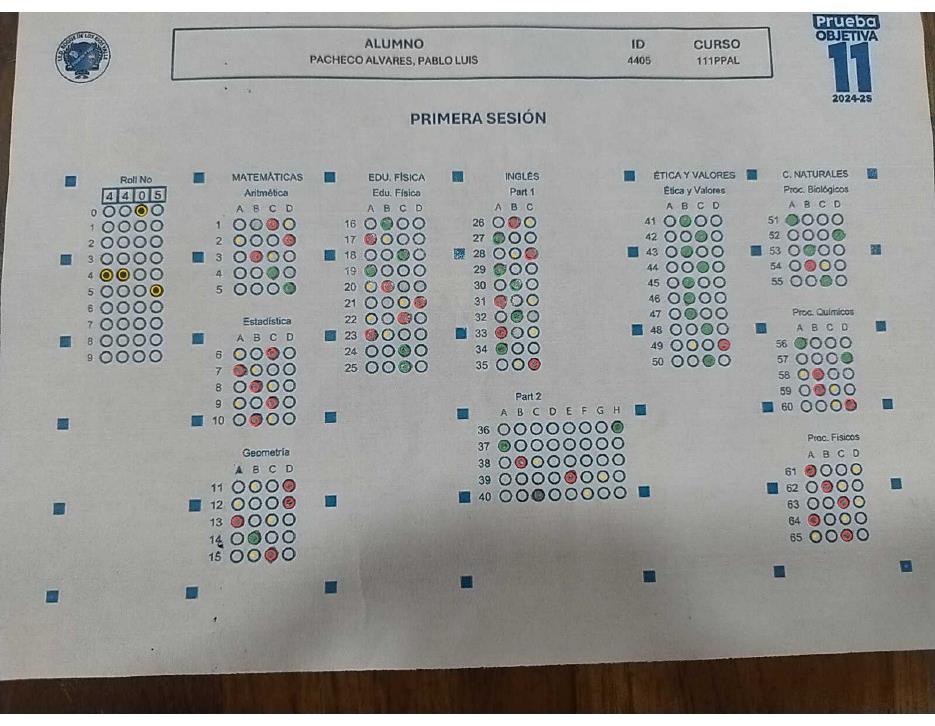 Prueba
OBJETIVA
11
2024-25
ALUMNO ID CURSO
PACHECO ALVARES, PABLO LUIS 4405 111PPAL
PRIMERA SESIÓN
Roll No
4 4 0 5
0
1
2
3
4
5
6
7
8
9
MATEMÁTICAS
Aritmética
A B C D
1
2
3
4
5
Estadística
A B C D
6
7
8
9
10
Geometría
A B C D
11
12
13
14
15
EDU. FÍSICA
Edu. Física
A B C D
16
17
18
19
20
21
22
23
24
25
INGLÉS
Part 1
A B C
26
27
28
29
30
31
32
33
34
35
Part 2
A B C D E F G H
36
37
38
39
40
ÉTICA Y VALORES
Ética y Valores
A B C D
41
42
43
44
45
46
47
48
49
50
C. NATURALES
Proc. Biológicos
A B C D
51
52
53
54
55
Proc. Químicos
A B C D
56
57
58
59
60
Proc. Físicos
A B C D
61
62
63
64
65